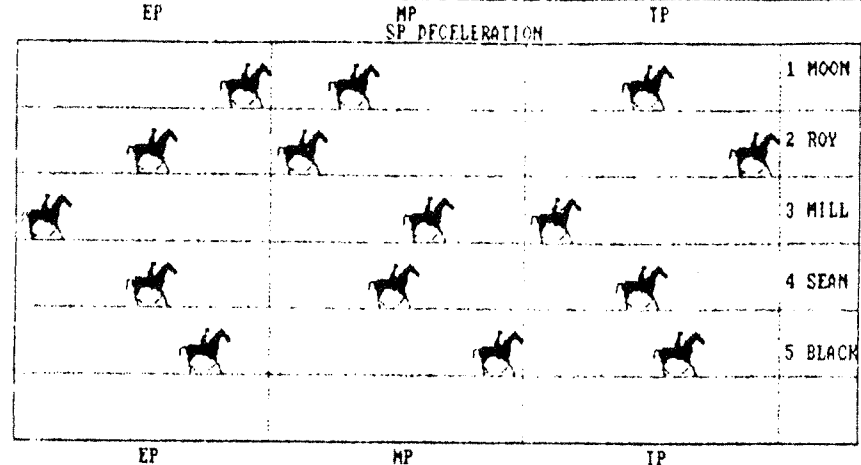 EP MP TP
SP DECELERATION
1 MOON
2 ROY
3 MILL
4 SEAN
5 BLACK
EP MP TP